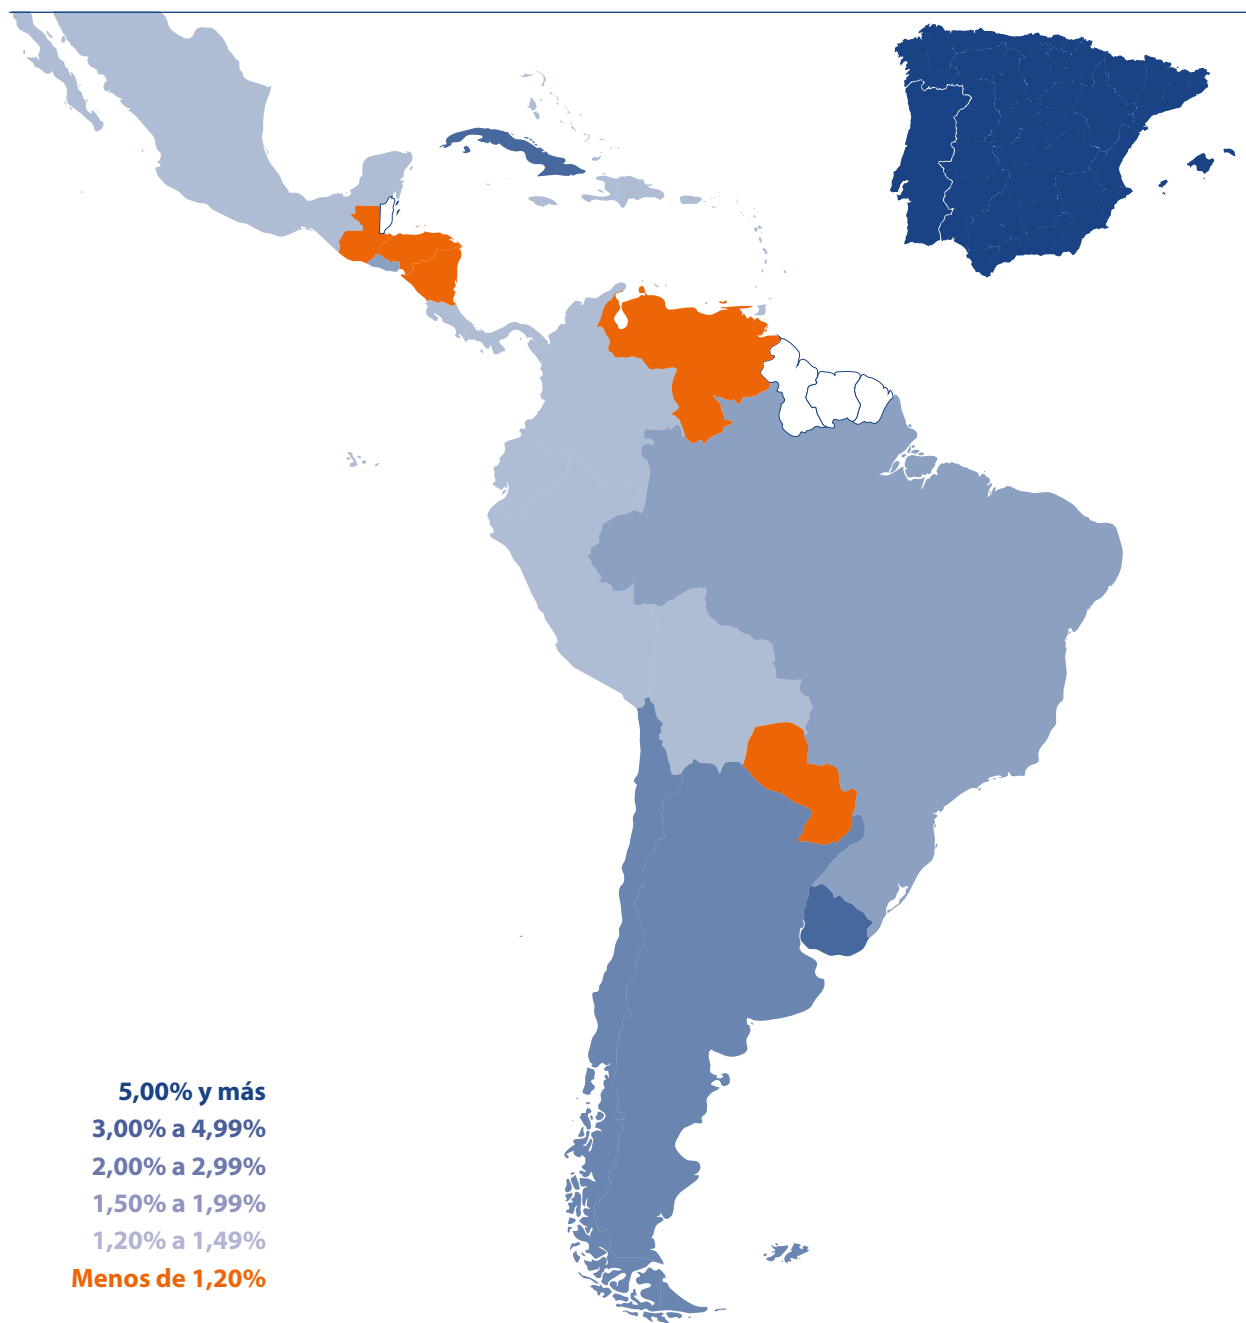 5,00% y más
3,00% a 4,99%
2,00% a 2,99%
1,50% a 1,99%
1,20% a 1,49%
Menos de 1,20%